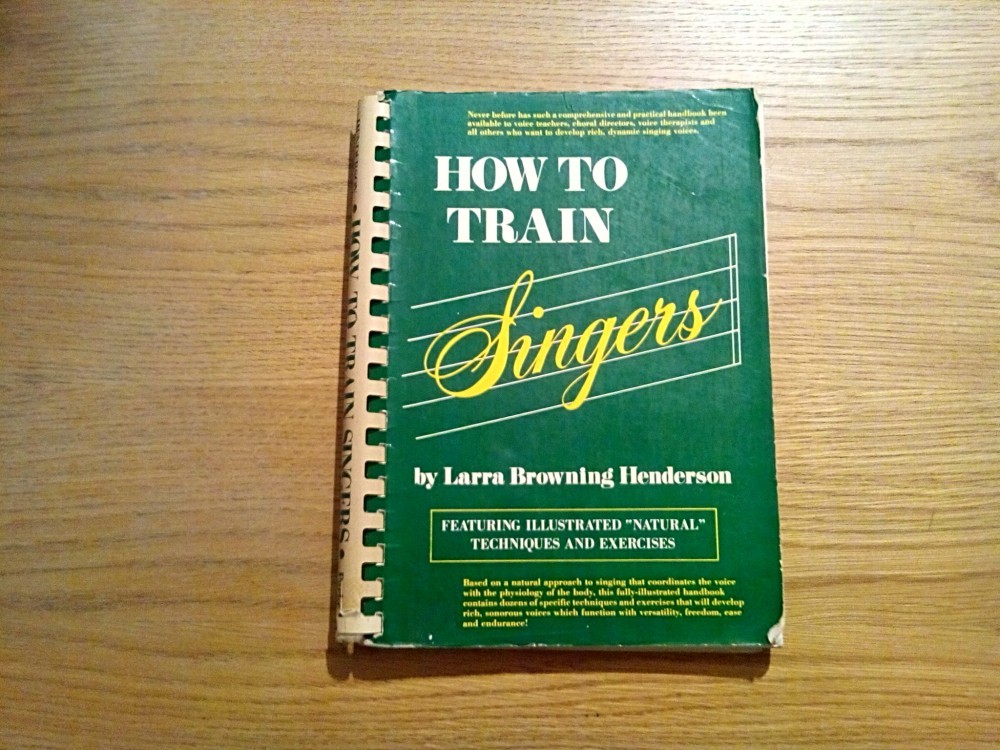 Never before has such a comprehensive and practical handbook been
available to voice teachers, choral directors, voice therapists and
all others who want to develop rich, dynamic singing voices.
HOW TO
TRAIN
Singers
by Larra Browning Henderson
FEATURING ILLUSTRATED "NATURAL"
TECHNIQUES AND EXERCISES
Based on a natural approach to singing that coordinates the voice
with the physiology of the body, this fully-illustrated handbook
contains dozens of specific techniques and exercises that will develop
rich, sonorous voices which function with versatility, freedom, ease
and endurance!
• HOW TO TRAIN SINGERS •